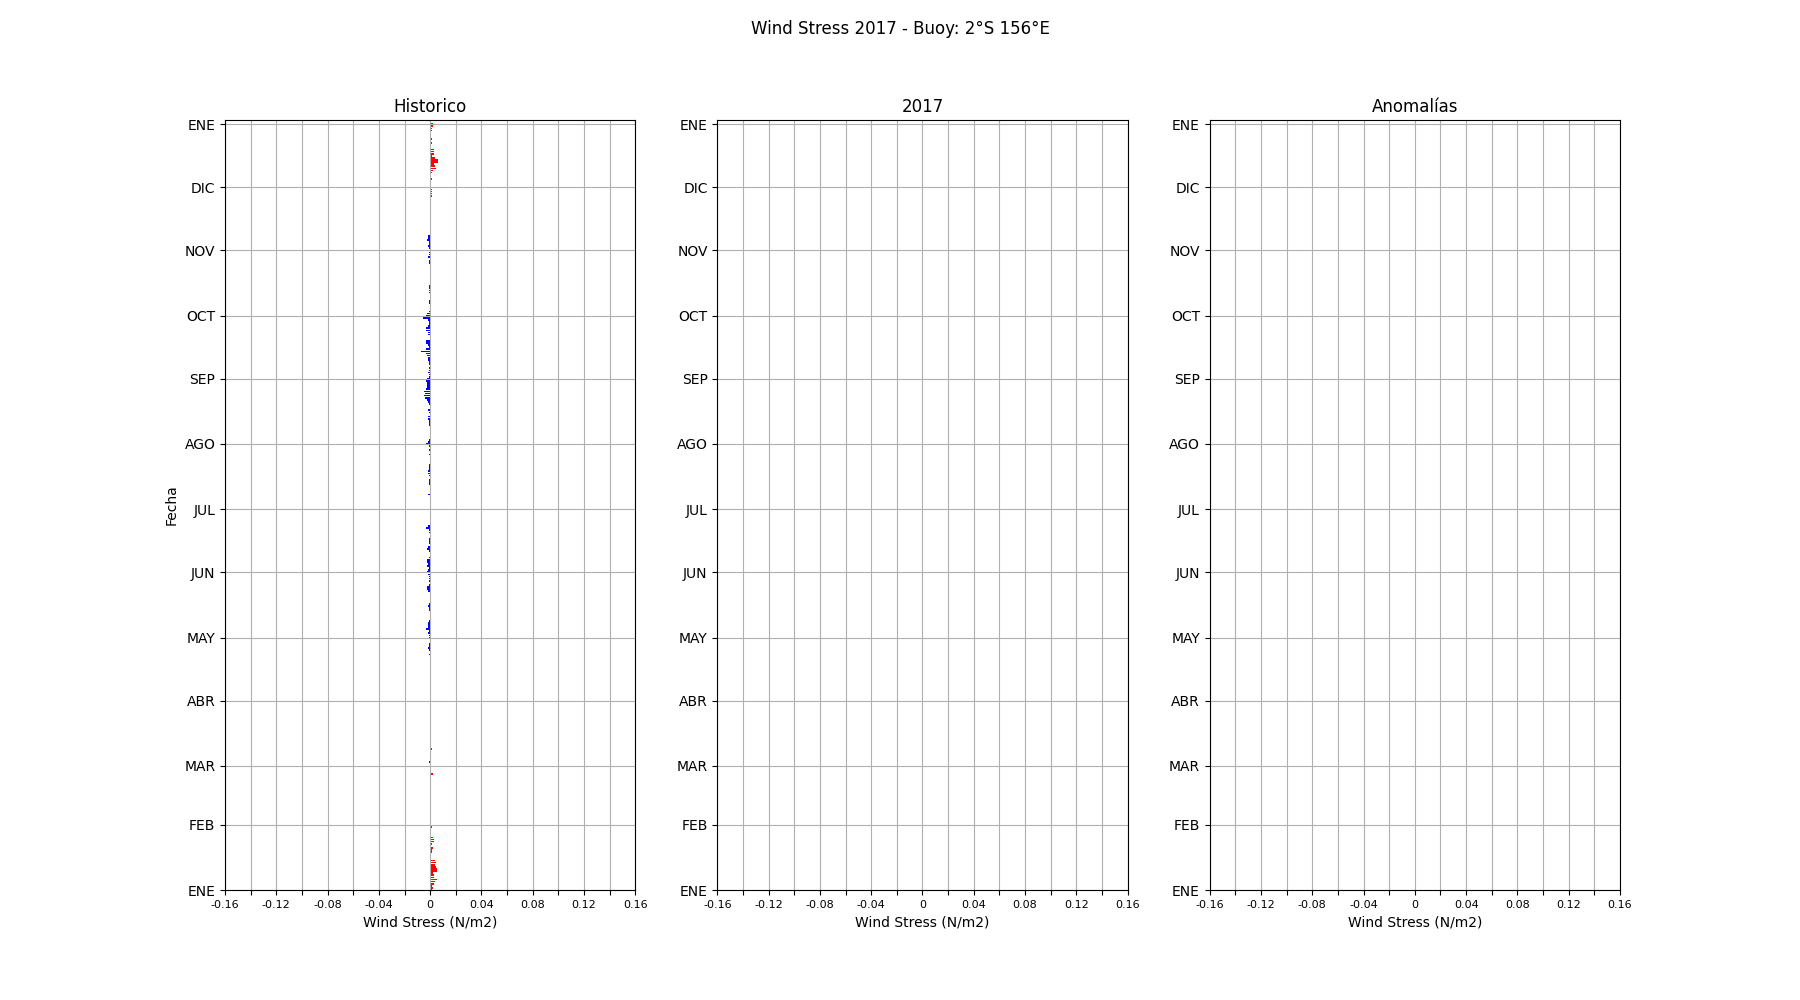 Wind Stress 2017 - Buoy: 2°S 156°E
Historico
ENE
DIC
NOV
OCT
SEP
AGO
JUL
JUN
MAY
ABR
MAR
FEB
ENE
Fecha
-0.16 -0.12 -0.08 -0.04 0 0.04 0.08 0.12 0.16
Wind Stress (N/m2)
2017
ENE
DIC
NOV
OCT
SEP
AGO
JUL
JUN
MAY
ABR
MAR
FEB
ENE
-0.16 -0.12 -0.08 -0.04 0 0.04 0.08 0.12 0.16
Wind Stress (N/m2)
Anomalías
ENE
DIC
NOV
OCT
SEP
AGO
JUL
JUN
MAY
ABR
MAR
FEB
ENE
-0.16 -0.12 -0.08 -0.04 0 0.04 0.08 0.12 0.16
Wind Stress (N/m2)